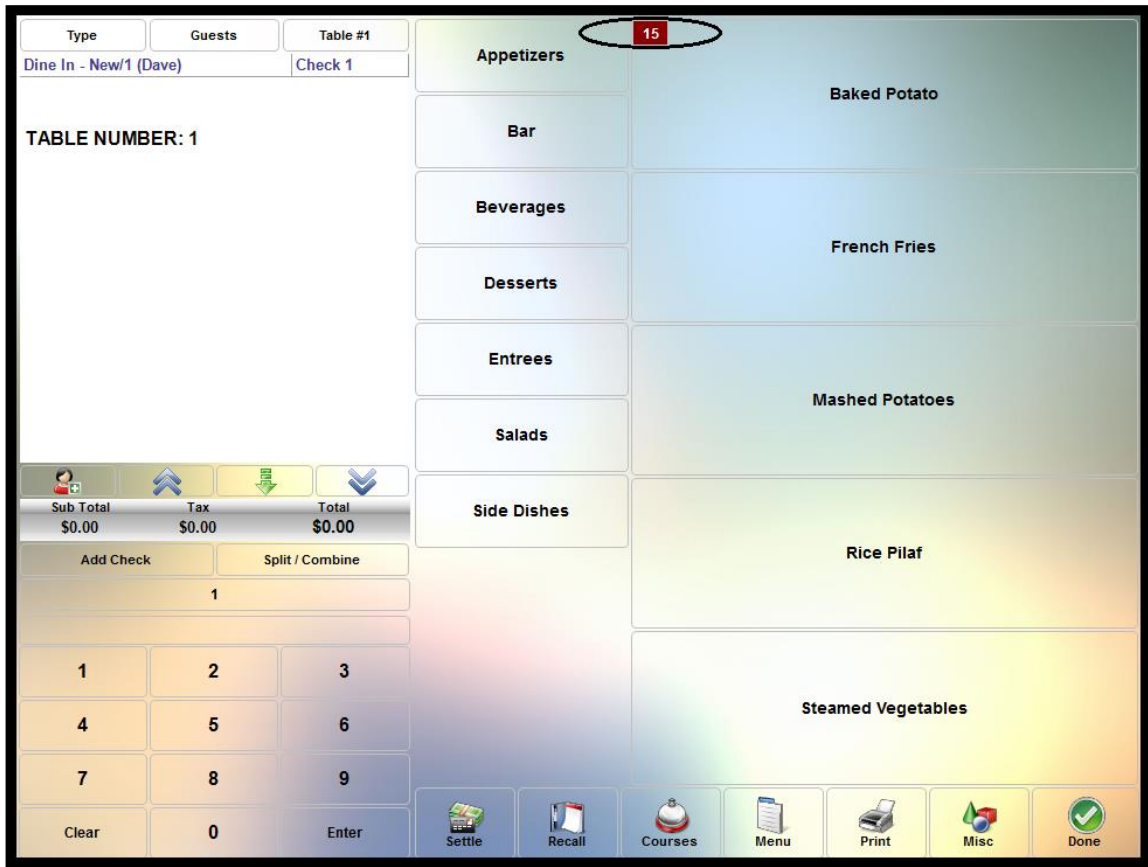 Type Guests Table #1
Dine In - New/1 (Dave) Check 1
TABLE NUMBER: 1
Sub Total Tax Total
$0.00 $0.00 $0.00
Add Check Split / Combine
1
1 2 3
4 5 6
7 8 9
Clear 0 Enter
Appetizers
Bar
Beverages
Desserts
Entrees
Salads
Side Dishes
15
Baked Potato
French Fries
Mashed Potatoes
Rice Pilaf
Steamed Vegetables
Settle Recall Courses Menu Print Misc Done